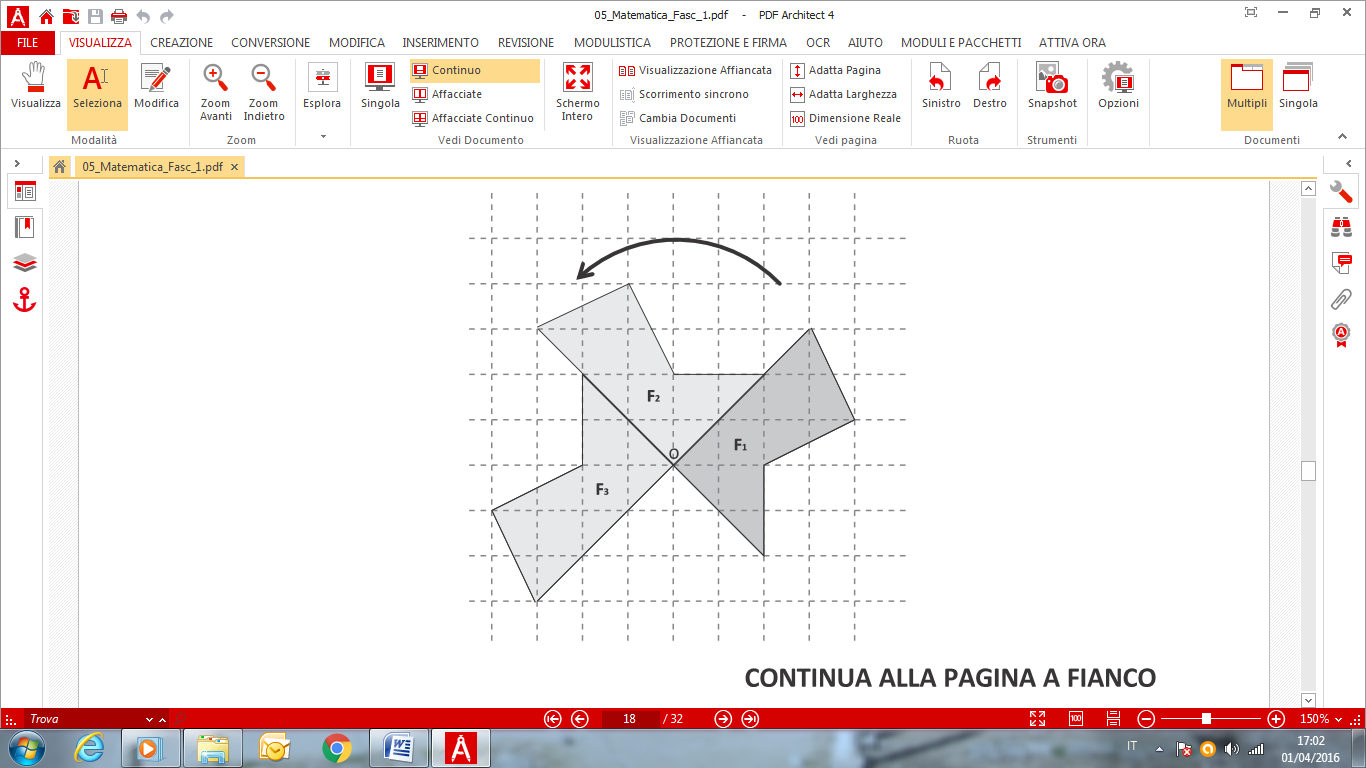 05_Matematica_Fasc_1.pdf - PDF Architect 4
FILE VISUALIZZA CREAZIONE CONVERSIONE MODIFICA INSERIMENTO REVISIONE MODULISTICA PROTEZIONE E FIRMA OCR AIUTO MODULI E PACCHETTI ATTIVA ORA
Visualizza Seleziona Modifica
Modalità
Zoom Avanti Zoom Indietro
Zoom
Esplora
Singola
Continuo
Affacciate
Affacciate Continuo
Vedi Documento
Schermo Intero
Visualizzazione Affiancata
Scorrimento sincrono
Cambia Documenti
Visualizzazione Affiancata
Adatta Pagina
Adatta Larghezza
100 Dimensione Reale
Vedi pagina
Sinistro Destro
Ruota
Snapshot
Strumenti
Opzioni
Multipli Singola
Documenti
05_Matematica_Fasc_1.pdf
F2
F1
O
F3
CONTINUA ALLA PAGINA A FIANCO
Trova 18 / 32 100 150%
IT 17:02
01/04/2016